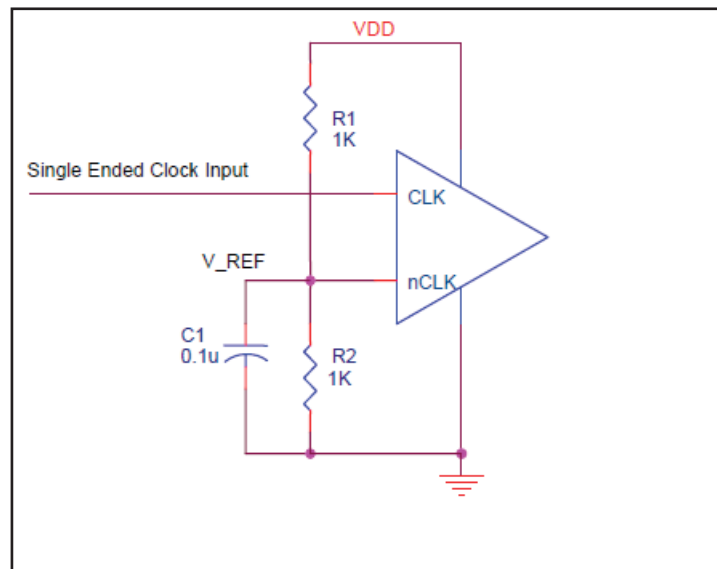 VDD
R1
1K
Single Ended Clock Input
CLK
V_REF
nCLK
C1
0.1u
R2
1K